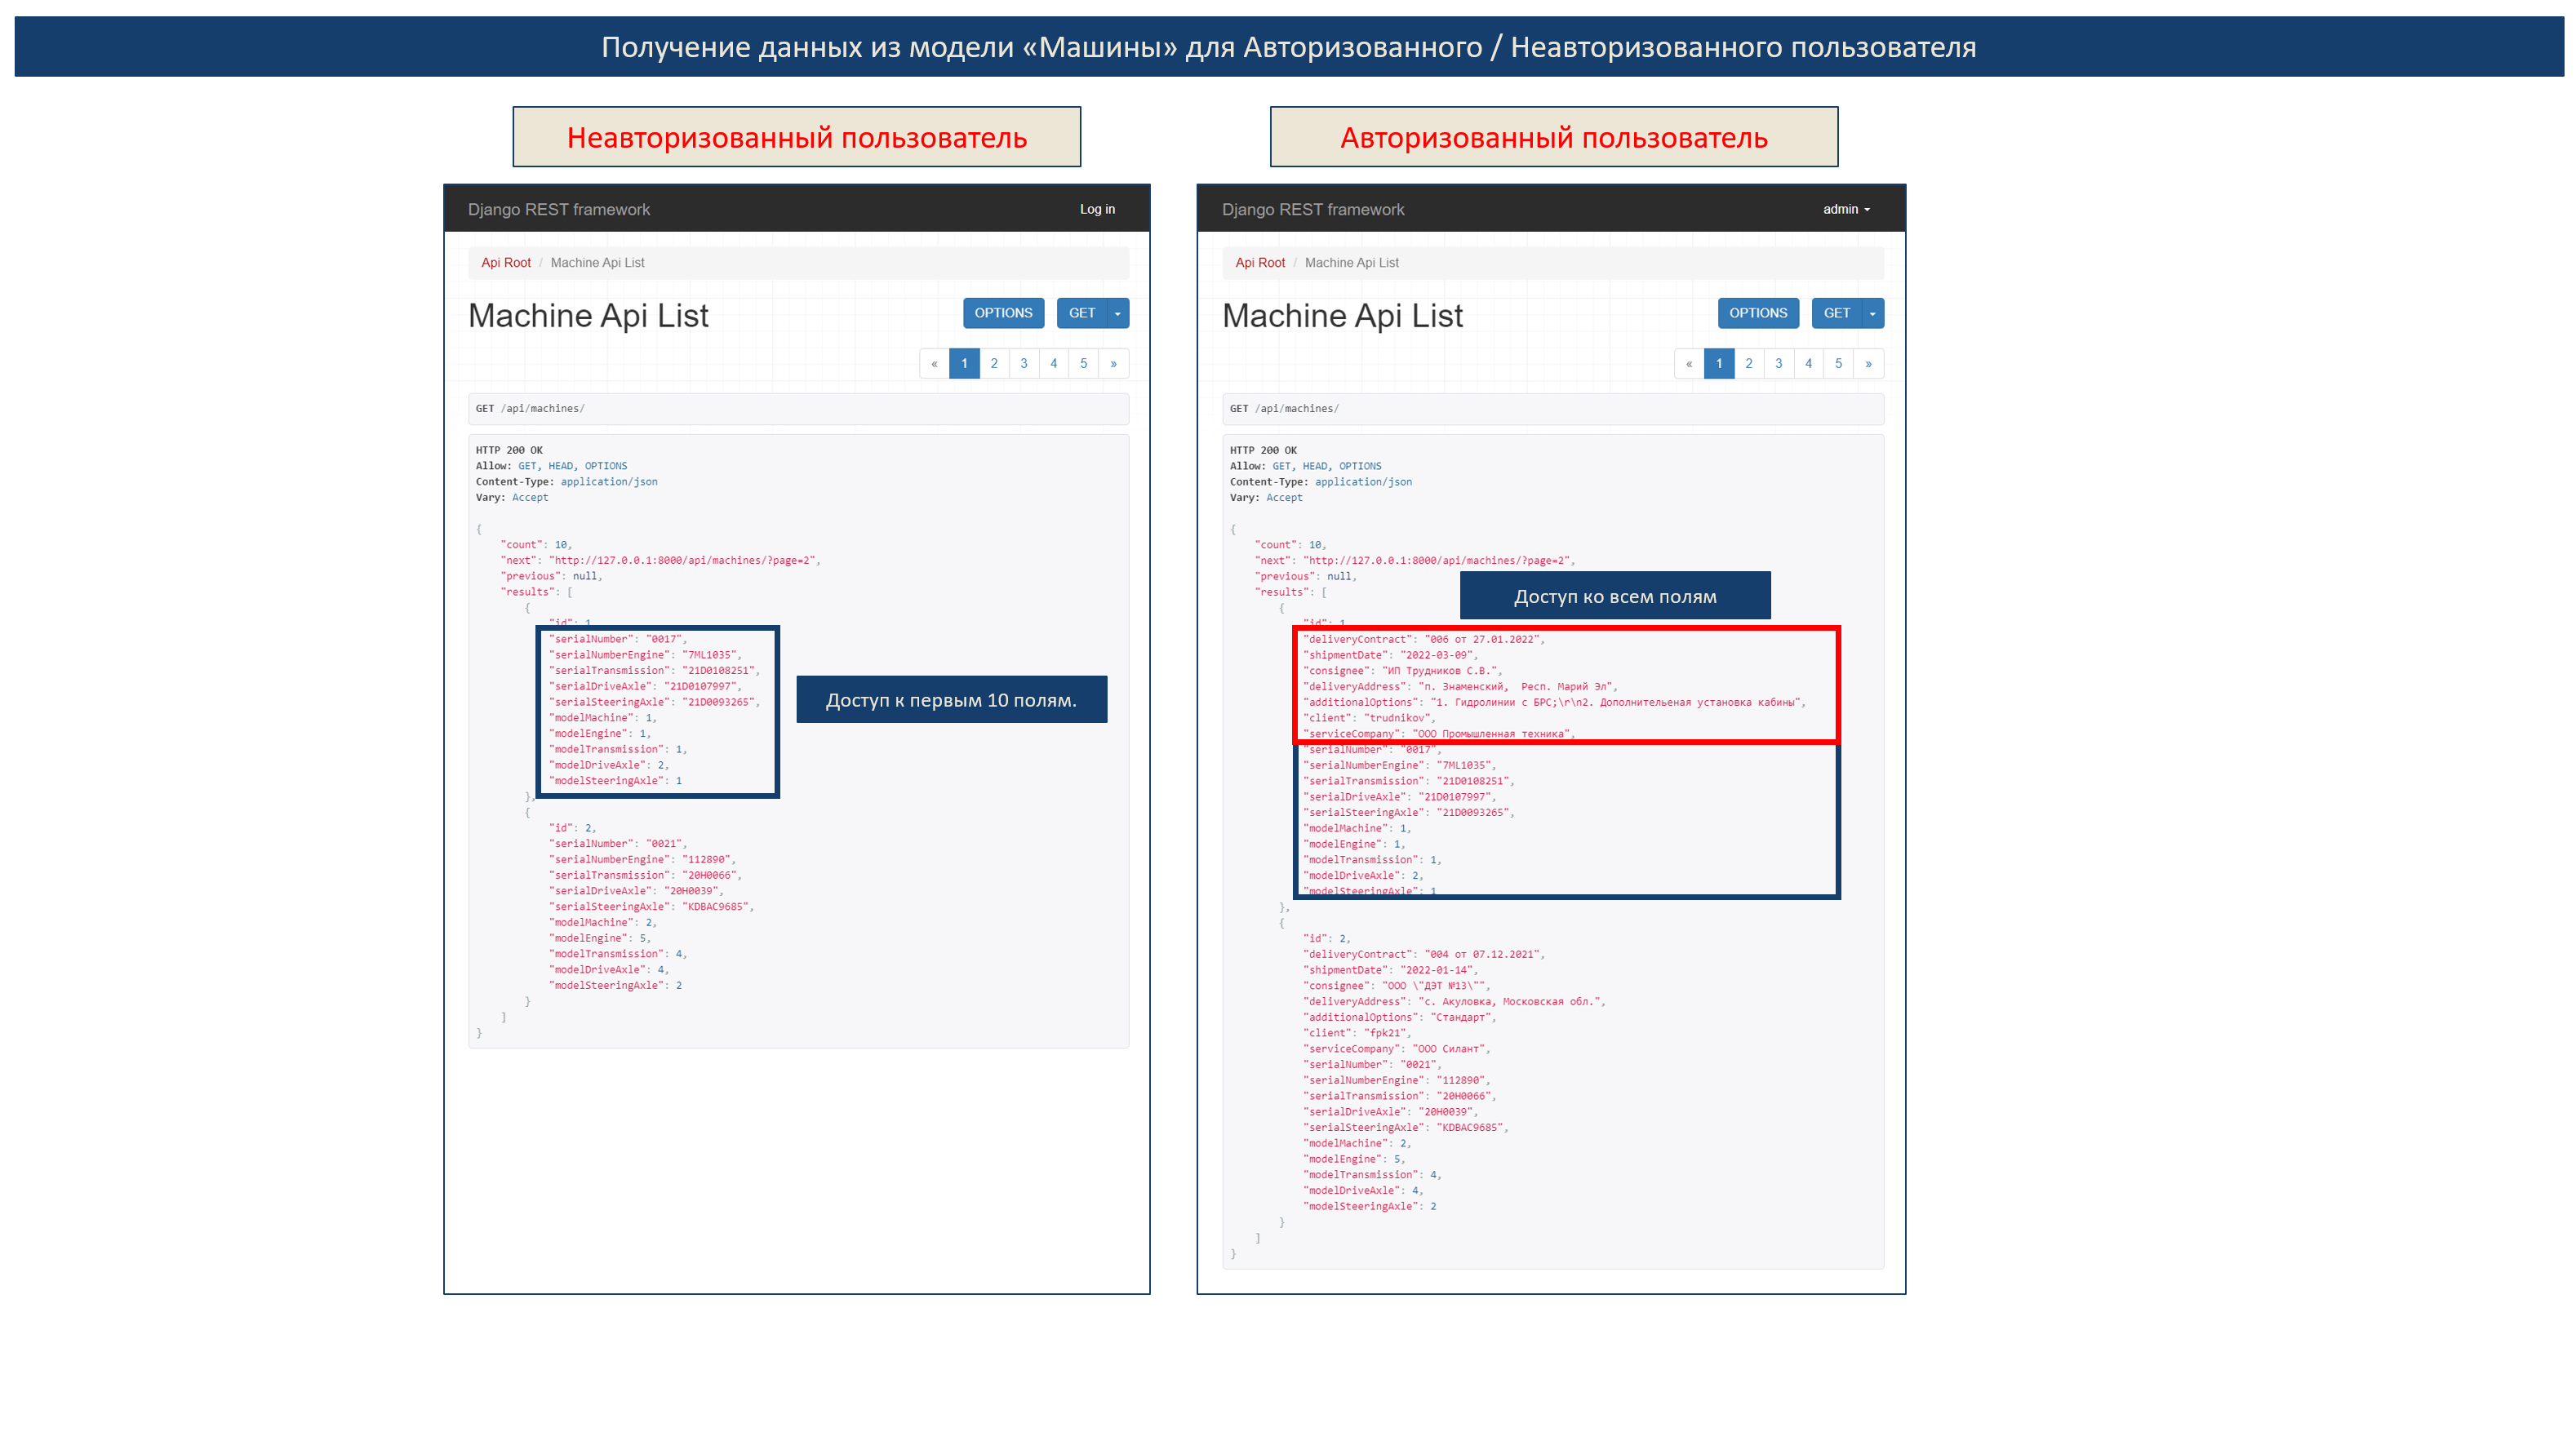 Получение данных из модели «Машины» для Авторизованного / Неавторизованного пользователя
Неавторизованный пользователь
Django REST framework
Log in
Api Root / Machine Api List
Machine Api List
OPTIONS
GET
« 1 2 3 4 5 »
GET /api/machines/
HTTP 200 OK
Allow: GET, HEAD, OPTIONS
Content-Type: application/json
Vary: Accept
{
"count": 10,
"next": "http://127.0.0.1:8000/api/machines/?page=2",
"previous": null,
"results": [
{
"id": 1
"serialNumber": "0017",
"serialNumberEngine": "7ML1035",
"serialTransmission": "21D0108251",
"serialDriveAxle": "21D0107997",
"serialSteeringAxle": "21D0093265",
"modelMachine": 1,
"modelEngine": 1,
"modelTransmission": 1,
"modelDriveAxle": 2,
"modelSteeringAxle": 1
},
{
"id": 2,
"serialNumber": "0021",
"serialNumberEngine": "112890",
"serialTransmission": "20H0066",
"serialDriveAxle": "20H0039",
"serialSteeringAxle": "KDBAC9685",
"modelMachine": 2,
"modelEngine": 5,
"modelTransmission": 4,
"modelDriveAxle": 4,
"modelSteeringAxle": 2
}
]
}
Доступ к первым 10 полям.
Авторизованный пользователь
Django REST framework
admin
Api Root / Machine Api List
Machine Api List
OPTIONS
GET
« 1 2 3 4 5 »
GET /api/machines/
HTTP 200 OK
Allow: GET, HEAD, OPTIONS
Content-Type: application/json
Vary: Accept
{
"count": 10,
"next": "http://127.0.0.1:8000/api/machines/?page=2",
"previous": null,
"results": [
{
Доступ ко всем полям
"id": 1
"deliveryContract": "006 от 27.01.2022",
"shipmentDate": "2022-03-09",
"consignee": "ИП Трудников С.В.",
"deliveryAddress": "п. Знаменский,  Респ. Марий Эл",
"additionalOptions": "1. Гидролинии с БРС;\r\n2. Дополнительеная установка кабины",
"client": "trudnikov",
"serviceCompany": "ООО Промышленная техника",
"serialNumber": "0017",
"serialNumberEngine": "7ML1035",
"serialTransmission": "21D0108251",
"serialDriveAxle": "21D0107997",
"serialSteeringAxle": "21D0093265",
"modelMachine": 1,
"modelEngine": 1,
"modelTransmission": 1,
"modelDriveAxle": 2,
"modelSteeringAxle": 1
},
{
"id": 2,
"deliveryContract": "004 от 07.12.2021",
"shipmentDate": "2022-01-14",
"consignee": "ООО \"ДЭТ №13\"",
"deliveryAddress": "с. Акуловка, Московская обл.",
"additionalOptions": "Стандарт",
"client": "fpk21",
"serviceCompany": "ООО Силант",
"serialNumber": "0021",
"serialNumberEngine": "112890",
"serialTransmission": "20H0066",
"serialDriveAxle": "20H0039",
"serialSteeringAxle": "KDBAC9685",
"modelMachine": 2,
"modelEngine": 5,
"modelTransmission": 4,
"modelDriveAxle": 4,
"modelSteeringAxle": 2
}
]
}